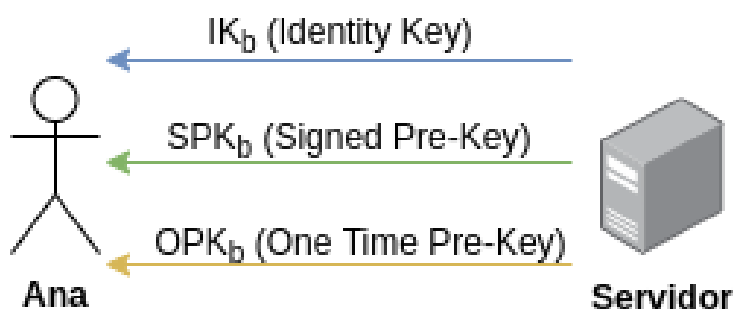 IKb (Identity Key)
SPKb (Signed Pre-Key)
OPKb (One Time Pre-Key)
Ana
Servidor